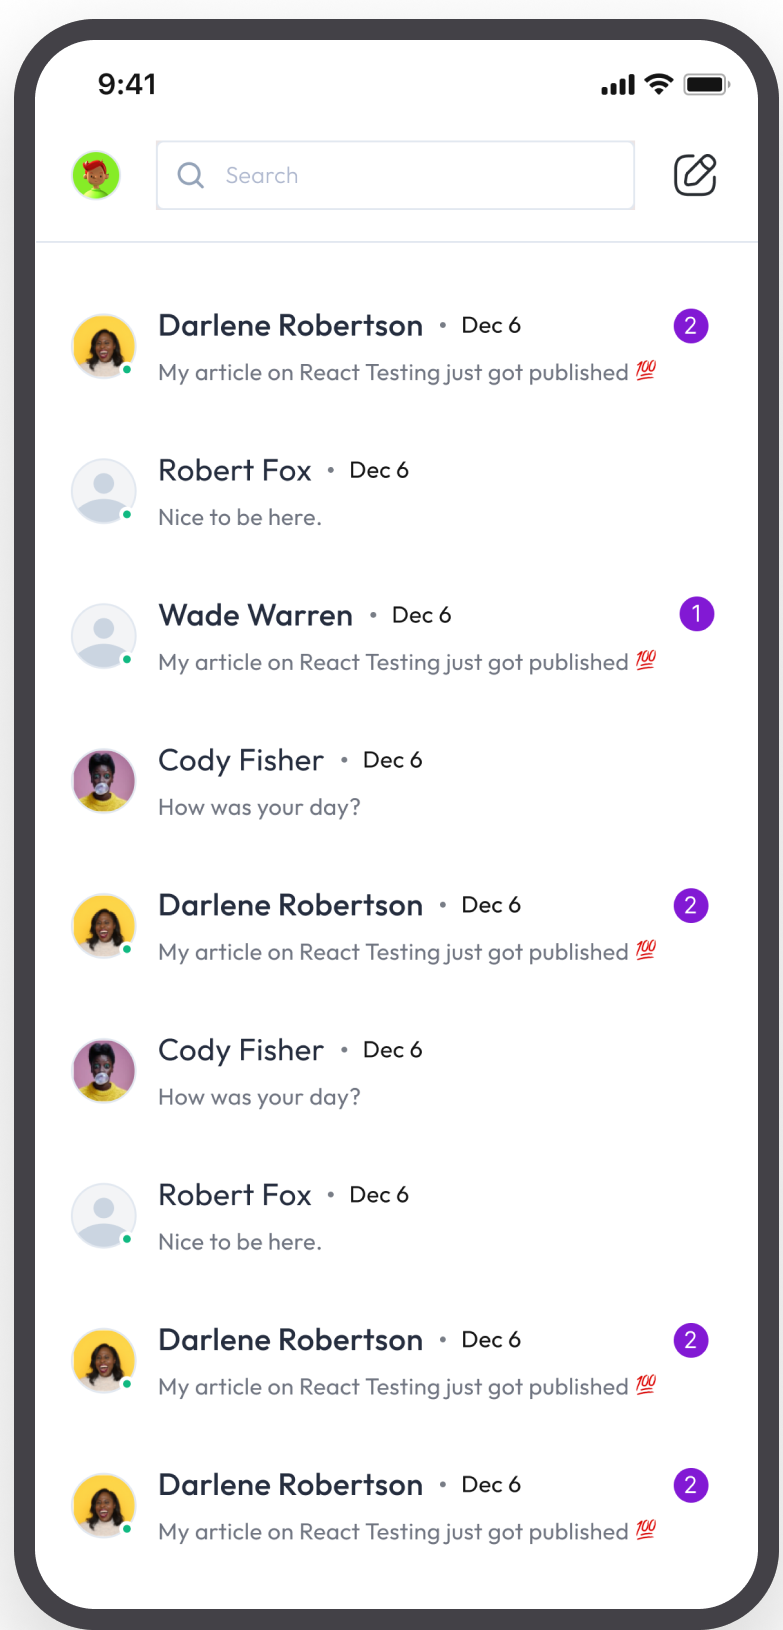 9:41
Search
Darlene Robertson • Dec 6 2
My article on React Testing just got published 💯
Robert Fox • Dec 6
Nice to be here.
Wade Warren • Dec 6 1
My article on React Testing just got published 💯
Cody Fisher • Dec 6
How was your day?
Darlene Robertson • Dec 6 2
My article on React Testing just got published 💯
Cody Fisher • Dec 6
How was your day?
Robert Fox • Dec 6
Nice to be here.
Darlene Robertson • Dec 6 2
My article on React Testing just got published 💯
Darlene Robertson • Dec 6 2
My article on React Testing just got published 💯